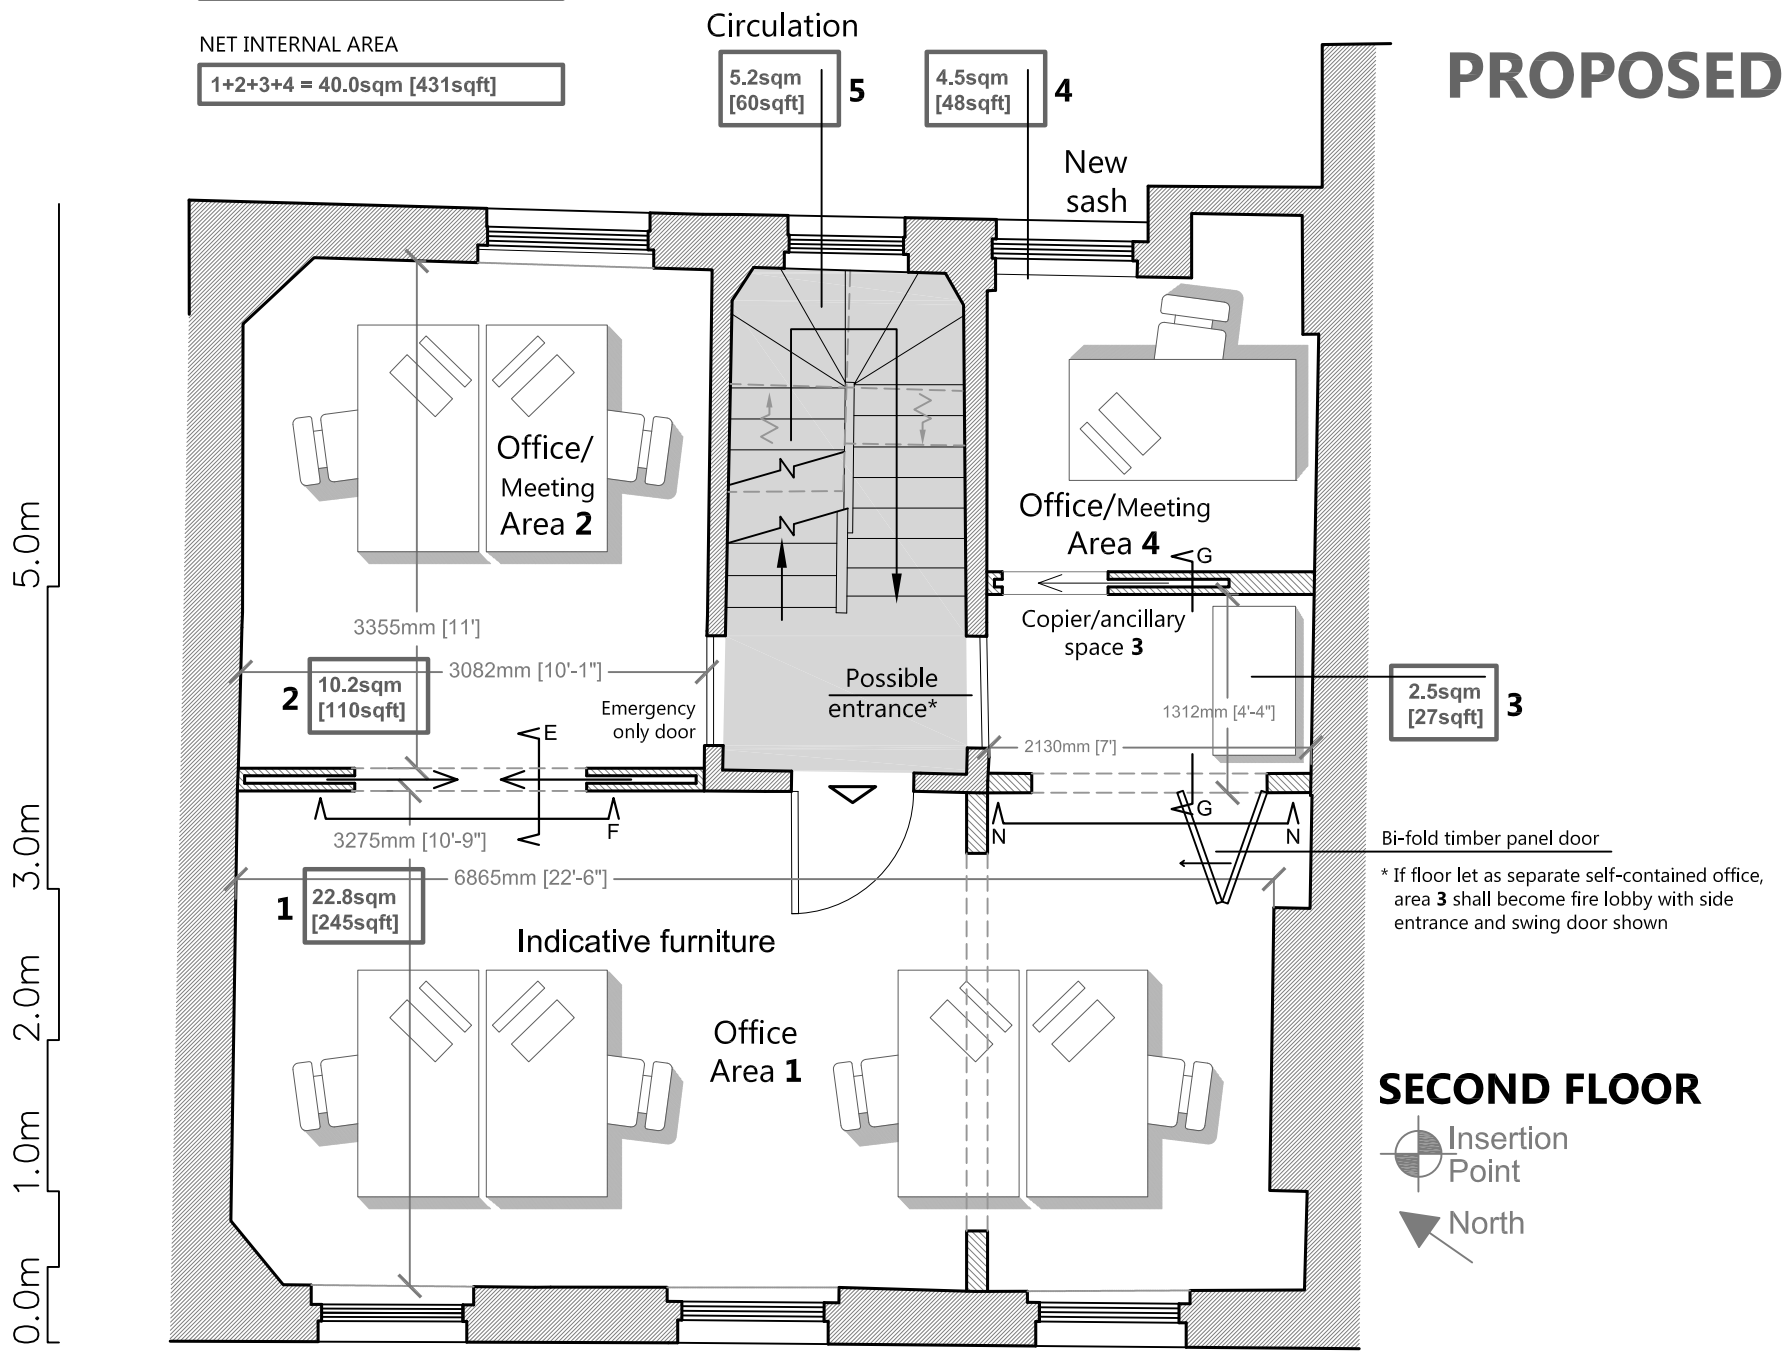 NET INTERNAL AREA
1+2+3+4 = 40.0sqm [431sqft]
Circulation
5.2sqm
[60sqft]
5
4.5sqm
[48sqft]
4
PROPOSED
New
sash
Office/
Meeting
Area 2
Office/Meeting
Area 4
G
Copier/ancillary
space 3
3355mm [11']
3082mm [10'-1"]
2
10.2sqm
[110sqft]
Emergency
only door
Possible
entrance*
1312mm [4'-4"]
2130mm [7']
2.5sqm
[27sqft]
3
E
F
G
N
N
3275mm [10'-9"]
6865mm [22'-6"]
1
22.8sqm
[245sqft]
Bi-fold timber panel door
* If floor let as separate self-contained office,
area 3 shall become fire lobby with side
entrance and swing door shown
Indicative furniture
Office
Area 1
SECOND FLOOR
Insertion
Point
North
5.0m
3.0m
2.0m
1.0m
0.0m